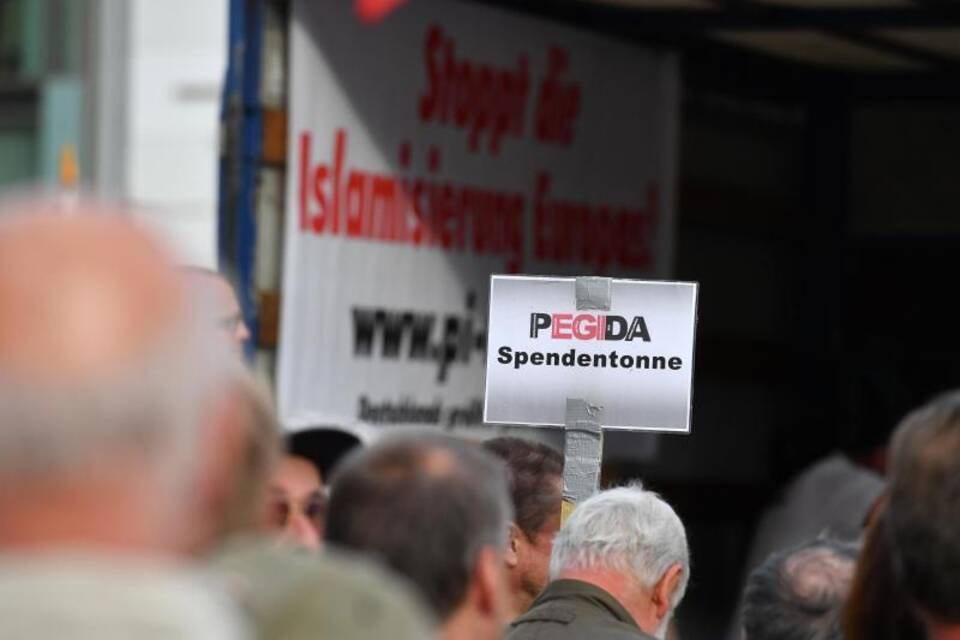 Stoppt die
Islamisierung Europas!
www.pi-
PEGIDA
Spendentonne